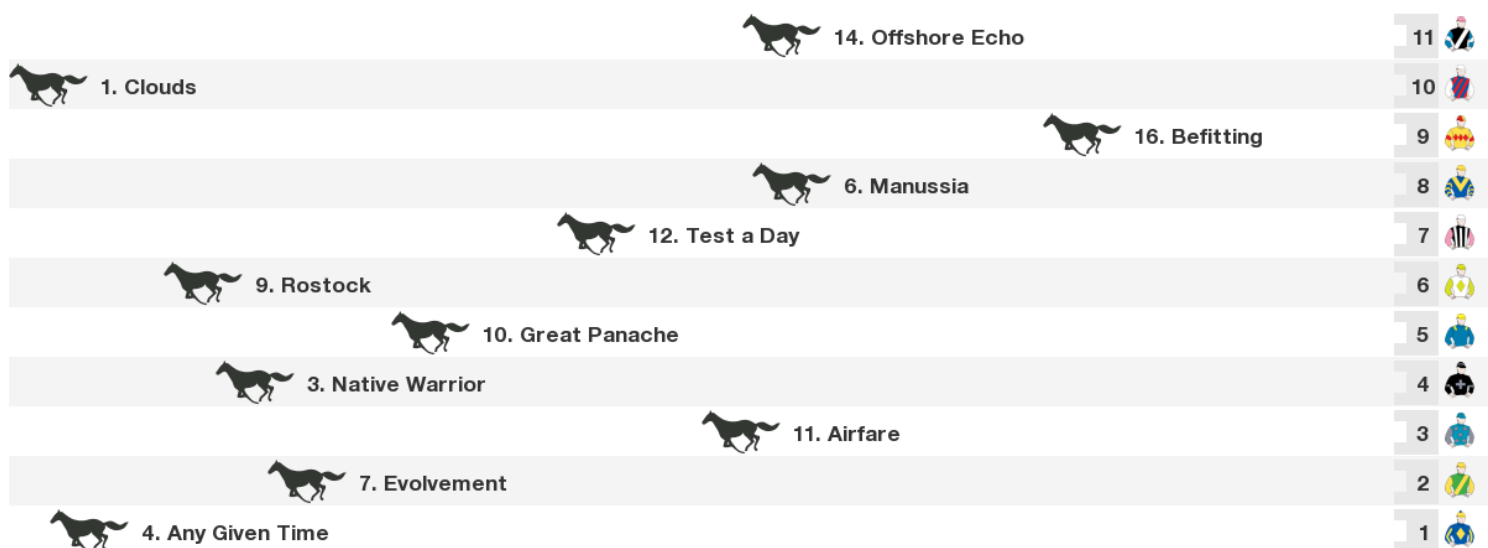 14. Offshore Echo 11
1. Clouds 10
16. Befitting 9
6. Manussia 8
12. Test a Day 7
9. Rostock 6
10. Great Panache 5
3. Native Warrior 4
11. Airfare 3
7. Evolvement 2
4. Any Given Time 1